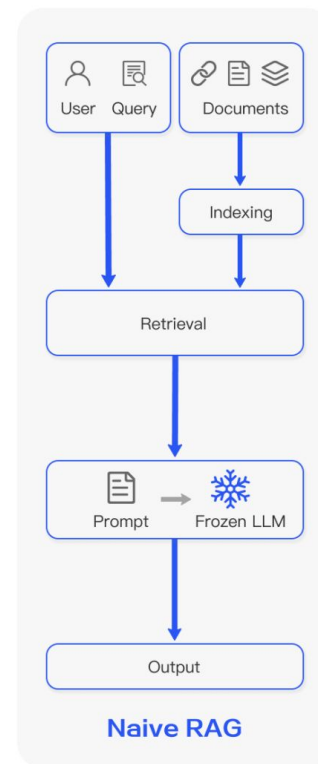 User Query
Documents
Indexing
Retrieval
Prompt Frozen LLM
Output
Naive RAG